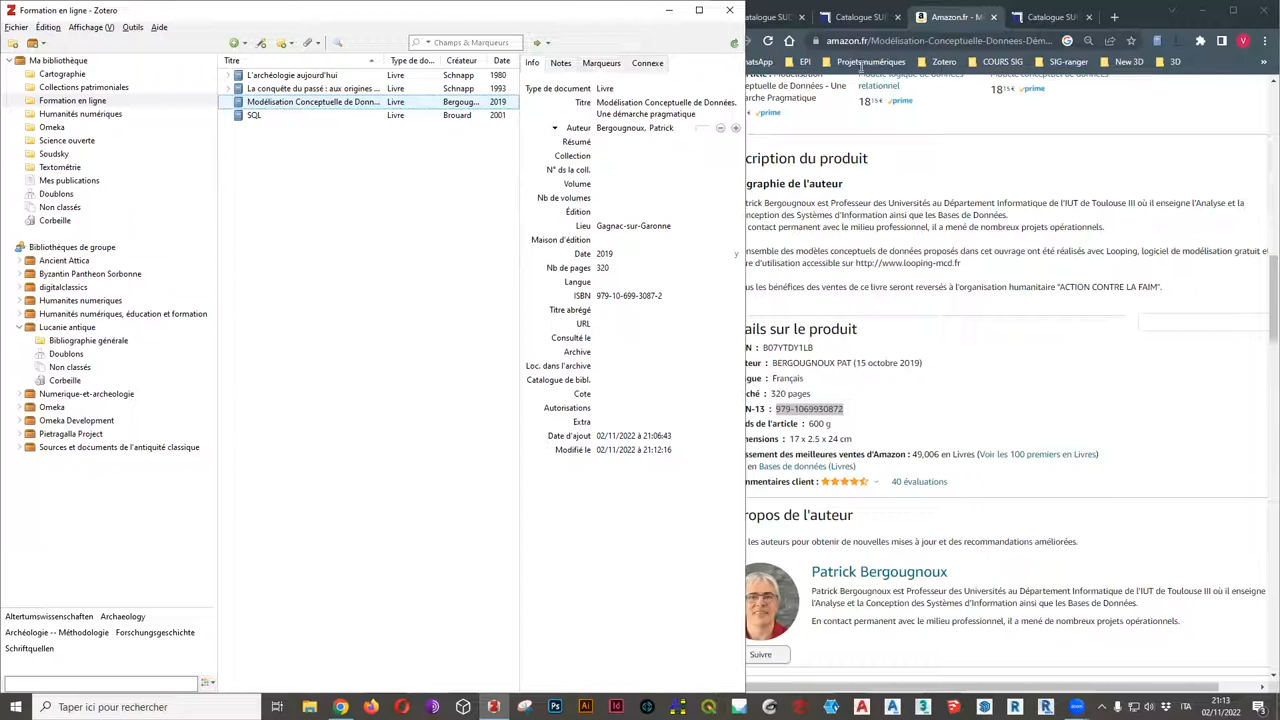 Formation en ligne - Zotero
Fichier Édition Affichage (V) Outils Aide
Champs & Marqueurs
Ma bibliothèque
Cartographie
Collections patrimoniales
Formation en ligne
Humanités numériques
Omeka
Science ouverte
Soudsky
Textométrie
Mes publications
Doublons
Non classés
Corbeille
Bibliothèques de groupe
Ancient Attica
Byzantin Pantheon Sorbonne
digitalclassics
Humanites numeriques
Humanités numériques, éducation et formation
Lucanie antique
Bibliographie générale
Doublons
Non classés
Corbeille
Numerique-et-archeologie
Omeka
Omeka Development
Pietragalla Project
Sources et documents de l'antiquité classique
Altertumswissenschaften Archaeology
Archéologie -- Méthodologie Forschungsgeschichte
Schriftquellen
Titre Type de do... Créateur Date
L'archéologie aujourd'hui Livre Schnapp 1980
La conquête du passé : aux origines ... Livre Schnapp 1993
Modélisation Conceptuelle de Donn... Livre Bergoug... 2019
SQL Livre Brouard 2001
Info Notes Marqueurs Connexe
Type de document Livre
Titre Modélisation Conceptuelle de Données.
Une démarche pragmatique
Auteur Bergougnoux, Patrick
Résumé
Collection
N° ds la coll.
Volume
Nb de volumes
Édition
Lieu Gagnac-sur-Garonne
Maison d'édition
Date 2019 y
Nb de pages 320
Langue
ISBN 979-10-699-3087-2
Titre abrégé
URL
Consulté le
Archive
Loc. dans l'archive
Catalogue de bibl.
Cote
Autorisations
Extra
Date d'ajout 02/11/2022 à 21:06:43
Modifié le 02/11/2022 à 21:12:16
atalogue SU Catalogue SU Amazon.fr - M Catalogue SU
amazon.fr/Modélisation-Conceptuelle-Données-Dém...
atsApp EPI Projetnumériques Zotero COURS SIG SIG-ranger New 3D 3D
ceptuelle de Données - Une
arche Pragmatique
€ prime
relationnel
18,15 € prime
18,15 € prime
cription du produit
ographie de l'auteur
trick Bergougnoux est Professeur des Universités au Département Informatique de l'IUT de Toulouse III où il enseigne l'Analyse et la
nception des Systèmes d'Information ainsi que les Bases de Données.
contact permanent avec le milieu professionnel, il a mené de nombreux projets opérationnels.
nsemble des modèles conceptuels de données proposés dans cet ouvrage ont été réalisés avec Looping, logiciel de modélisation gratuit e
re d'utilisation accessible sur http://www.looping-mcd.fr
us les bénéfices des ventes de ce livre seront reversés à l'organisation humanitaire "ACTION CONTRE LA FAIM".
ails sur le produit
N : B07YTDY1LB
teur : BERGOUGNOUX PAT (15 octobre 2019)
gue : Français
ché : 320 pages
N-13 : 979-1069930872
ds de l'article : 600 g
mensions : 17 x 2.5 x 24 cm
ssement des meilleures ventes d'Amazon : 49,006 en Livres (Voir les 100 premiers en Livres)
en Bases de données (Livres)
mmentaires client : 40 évaluations
ropos de l'auteur
les auteurs pour obtenir de nouvelles mises à jour et des recommandations améliorées.
Patrick Bergougnoux
Patrick Bergougnoux est Professeur des Universités au Département Informatique de l'IUT de Toulouse III où il enseigne
l'Analyse et la Conception des Systèmes d'Information ainsi que les Bases de Données.
En contact permanent avec le milieu professionnel, il a mené de nombreux projets opérationnels.
Suivre
Taper ici pour rechercher
ITA
21:13
02/11/2022